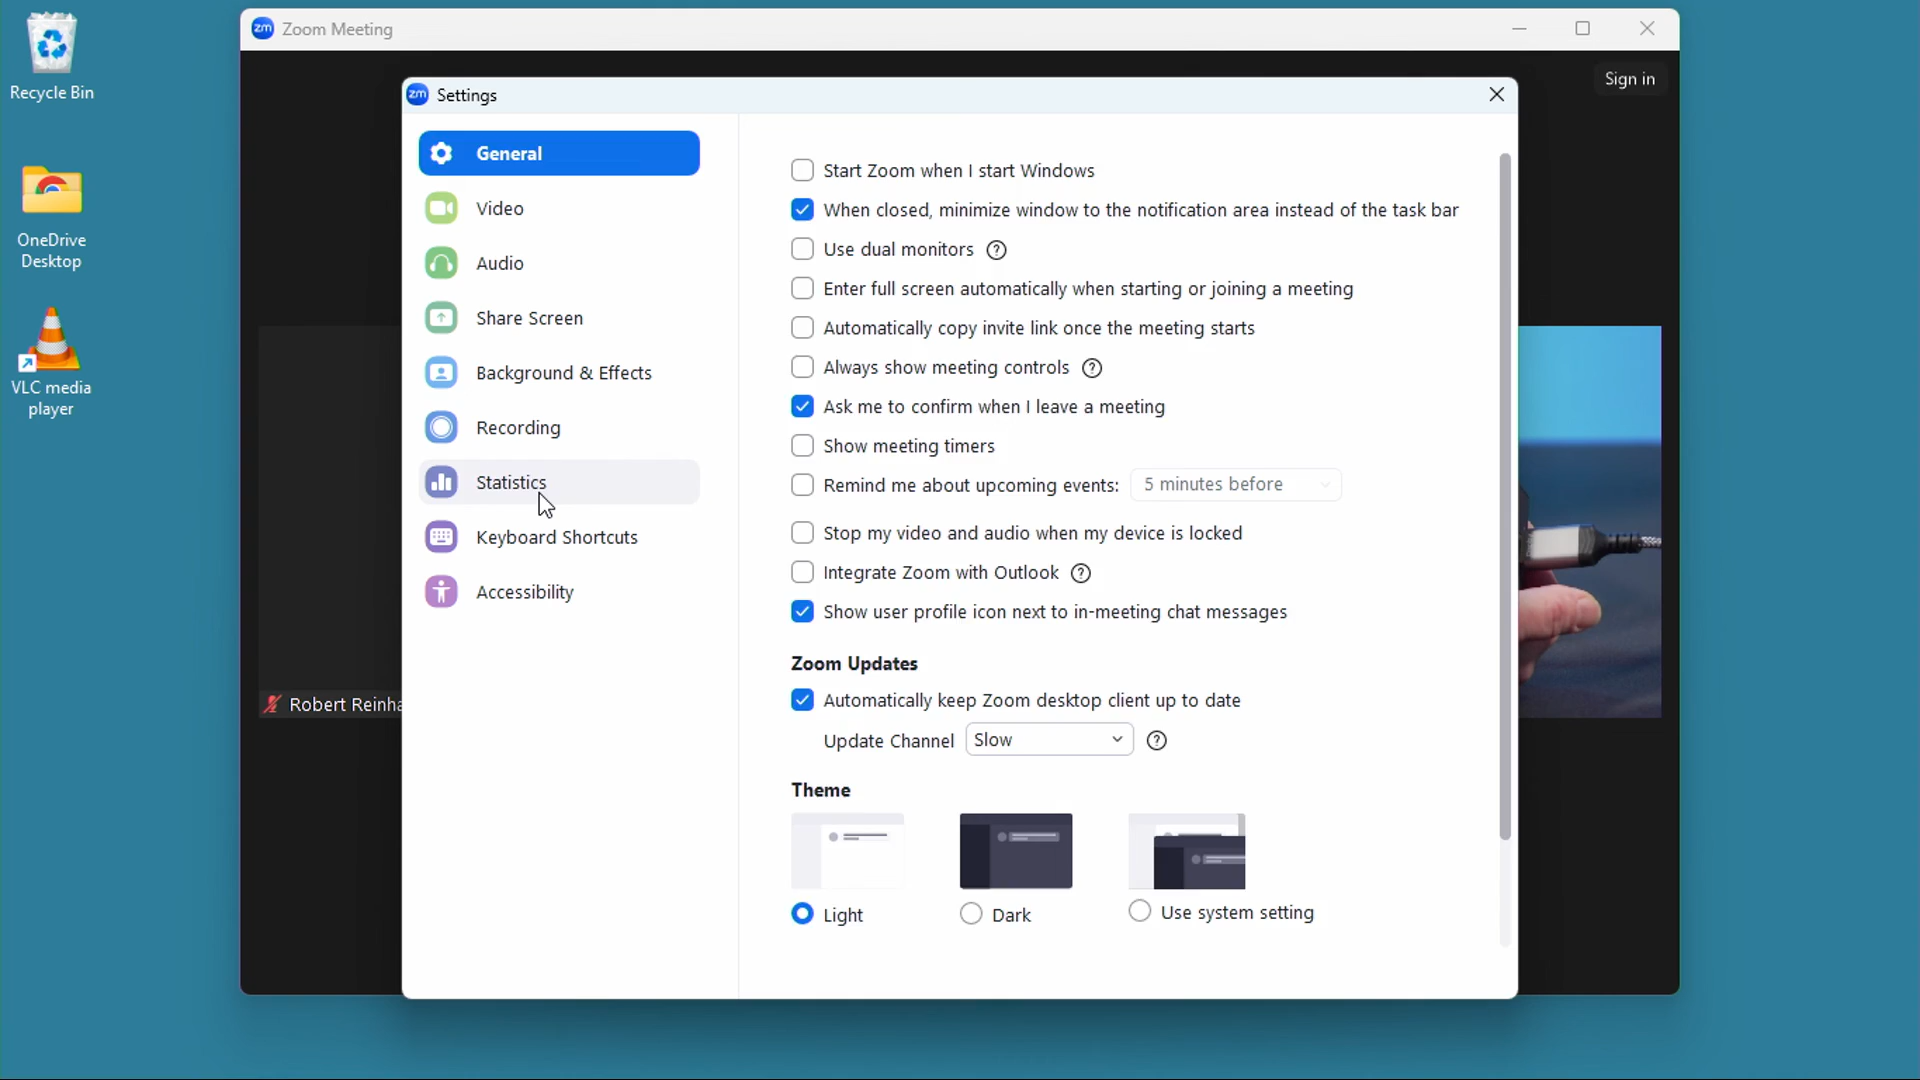 Recycle Bin
OneDrive
Desktop
VLC media
player
zm Zoom Meeting
Sign in
zm Settings
General
Video
Audio
Share Screen
Background & Effects
Recording
Statistics
Keyboard Shortcuts
Accessibility
Start Zoom when I start Windows
When closed, minimize window to the notification area instead of the task bar
Use dual monitors ?
Enter full screen automatically when starting or joining a meeting
Automatically copy invite link once the meeting starts
Always show meeting controls ?
Ask me to confirm when I leave a meeting
Show meeting timers
Remind me about upcoming events: 5 minutes before
Stop my video and audio when my device is locked
Integrate Zoom with Outlook ?
Show user profile icon next to in-meeting chat messages
Zoom Updates
Automatically keep Zoom desktop client up to date
Update Channel Slow ?
Theme
Light
Dark
Use system setting
Robert Reinha